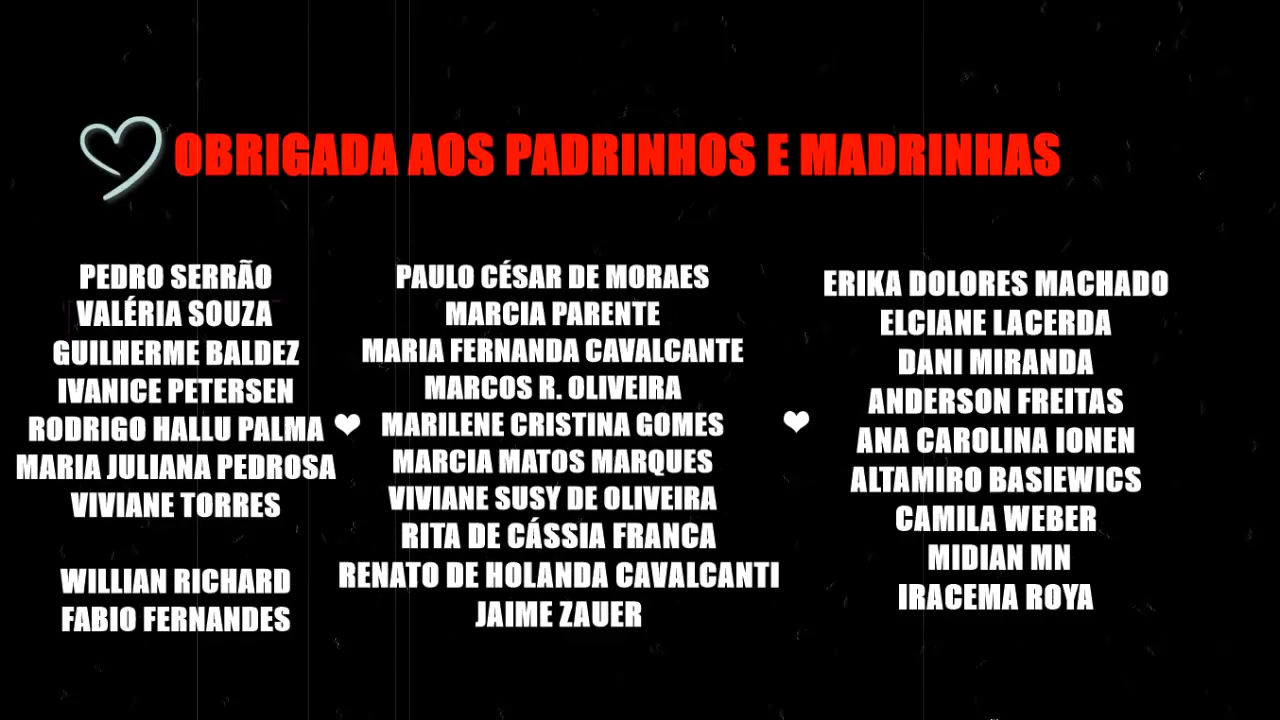 OBRIGADA AOS PADRINHOS E MADRINHAS
PEDRO SERRÃO
VALÉRIA SOUZA
GUILHERME BALDEZ
IVANICE PETERSEN
RODRIGO HALLU PALMA
MARIA JULIANA PEDROSA
VIVIANE TORRES
WILLIAN RICHARD
FABIO FERNANDES
PAULO CÉSAR DE MORAES
MARCIA PARENTE
MARIA FERNANDA CAVALCANTE
MARCOS R. OLIVEIRA
MARILENE CRISTINA GOMES
MARCIA MATOS MARQUES
VIVIANE SUSY DE OLIVEIRA
RITA DE CÁSSIA FRANCA
RENATO DE HOLANDA CAVALCANTI
JAIME ZAUER
ERIKA DOLORES MACHADO
ELCIANE LACERDA
DANI MIRANDA
ANDERSON FREITAS
ANA CAROLINA IONEN
ALTAMIRO BASIEWICS
CAMILA WEBER
MIDIAN MN
IRACEMA ROYA